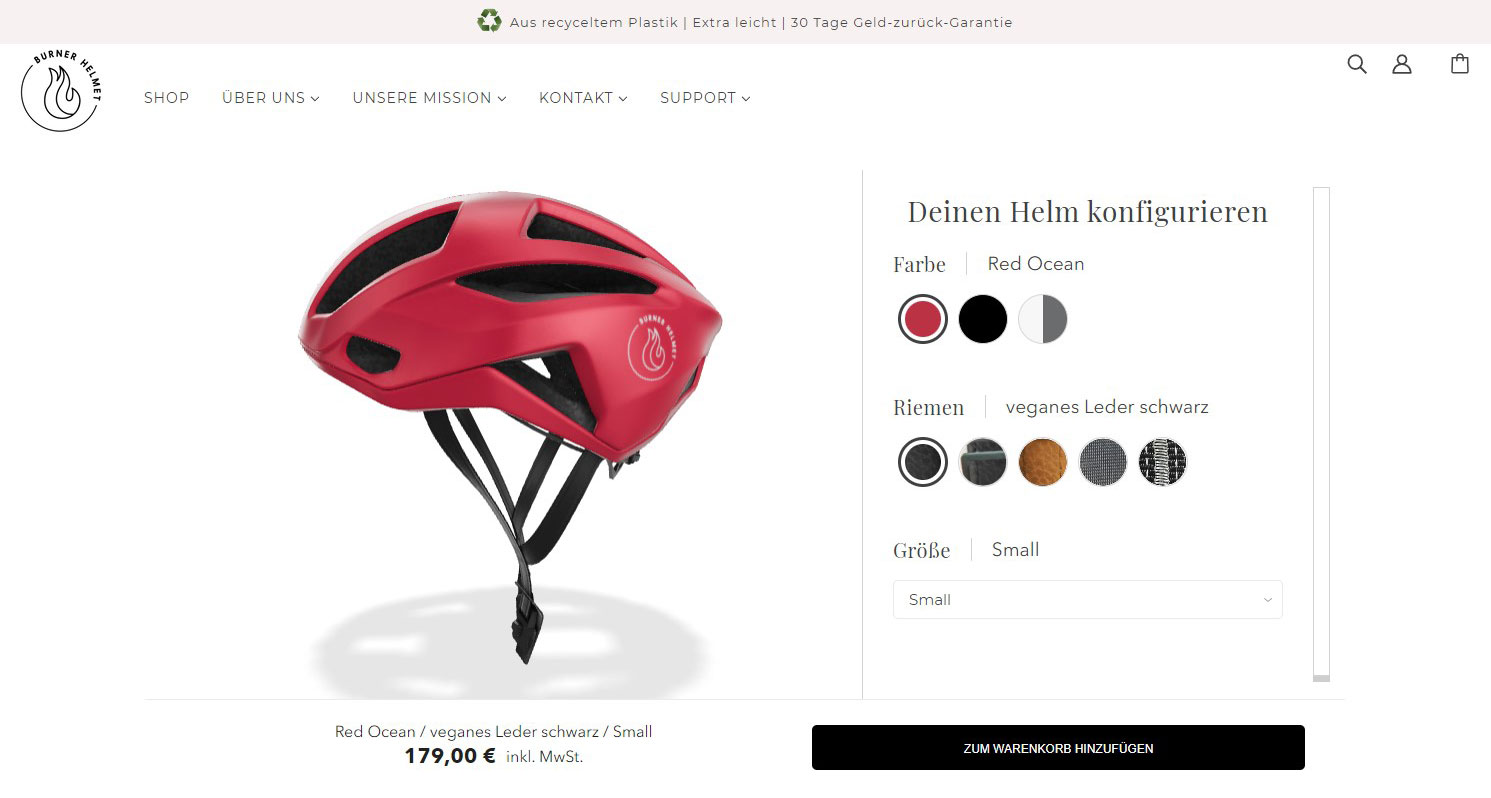 Aus recyceltem Plastik | Extra leicht | 30 Tage Geld-zurück-Garantie
BURNER HELMET
SHOP ÜBER UNS UNSERE MISSION KONTAKT SUPPORT
BURNER HELMET
Deinen Helm konfigurieren
Farbe Red Ocean
Riemen veganes Leder schwarz
Größe Small
Small
Red Ocean / veganes Leder schwarz / Small
179,00 € inkl. MwSt.
ZUM WARENKORB HINZUFÜGEN